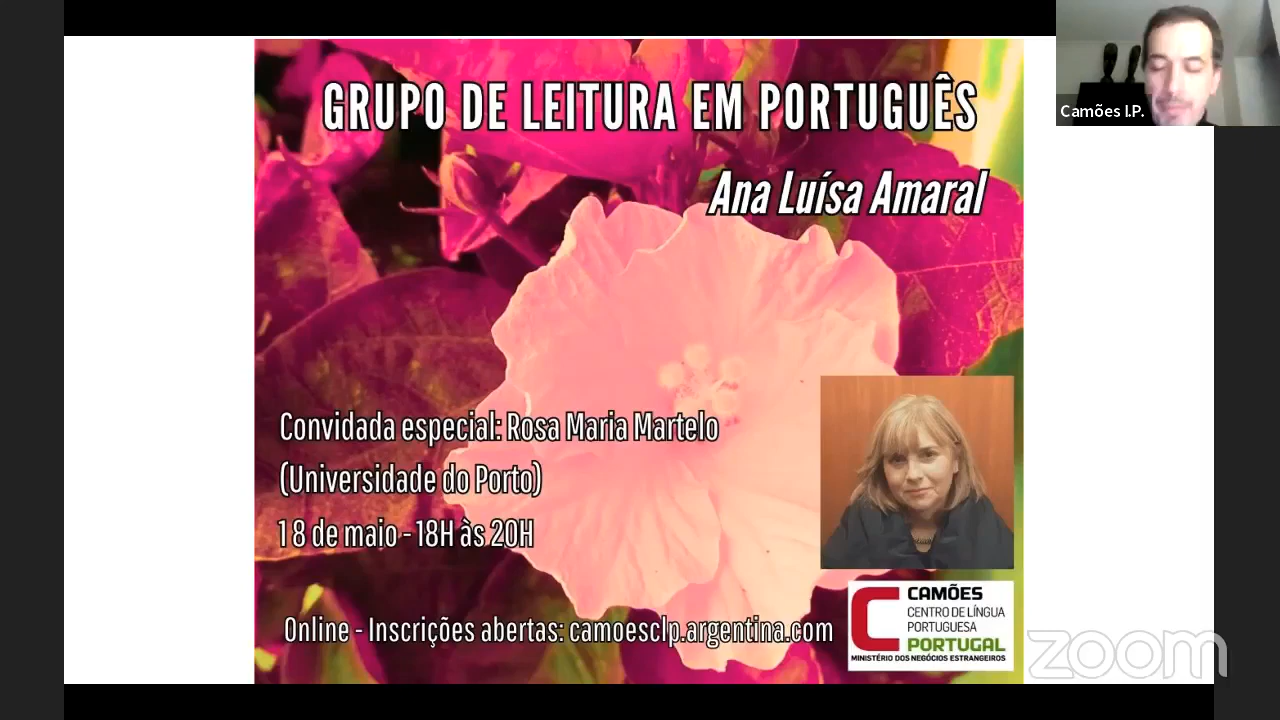 GRUPO DE LEITURA EM PORTUGUÊS
Ana Luísa Amaral
Camões I.P.
Convidada especial: Rosa Maria Martelo
(Universidade do Porto)
18 de maio - 18H às 20H
Online - Inscrições abertas: camoesclp.argentina.com
CAMÕES
CENTRO DE LÍNGUA
PORTUGUESA
PORTUGAL
MINISTÉRIO DOS NEGÓCIOS ESTRANGEIROS
zoom